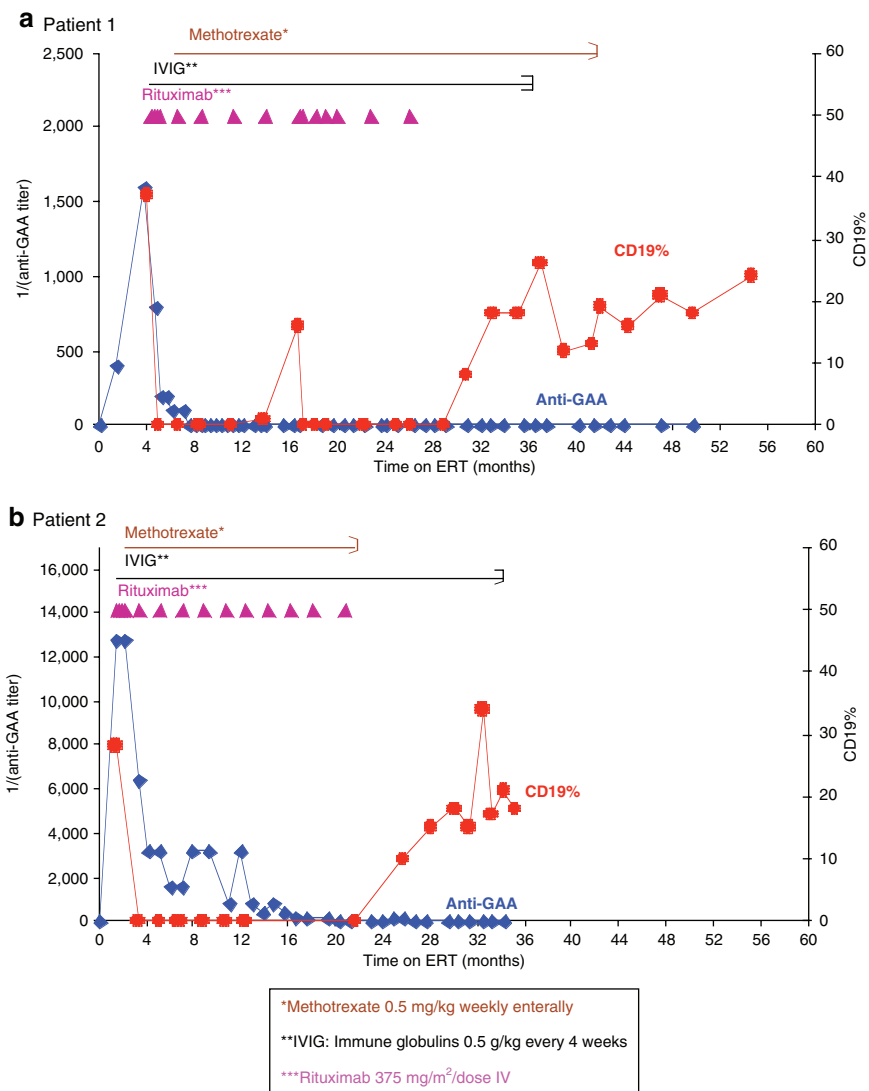 a Patient 1
Methotrexate*
IVIG**
Rituximab***
2,500
2,000
1,500
1,000
500
0
1/(anti-GAA titer)
60
50
40
30
20
10
0
CD19%
CD19%
Anti-GAA
0 4 8 12 16 20 24 28 32 36 40 44 48 52 56 60
Time on ERT (months)
b Patient 2
Methotrexate*
IVIG**
Rituximab***
16,000
14,000
12,000
10,000
8,000
6,000
4,000
2,000
0
1/(anti-GAA titer)
60
50
40
30
20
10
0
CD19%
CD19%
Anti-GAA
0 4 8 12 16 20 24 28 32 36 40 44 48 52 56 60
Time on ERT (months)
*Methotrexate 0.5 mg/kg weekly enterally
**IVIG: Immune globulins 0.5 g/kg every 4 weeks
***Rituximab 375 mg/m²/dose IV